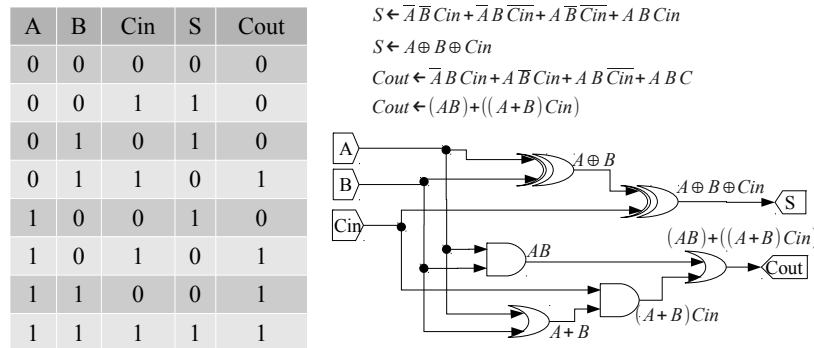 A B Cin S Cout
0 0 0 0 0
0 0 1 1 0
0 1 0 1 0
0 1 1 0 1
1 0 0 1 0
1 0 1 0 1
1 1 0 0 1
1 1 1 1 1
S ← A̅ B̅ Cin + A̅ B C̅i̅n̅ + A B̅ C̅i̅n̅ + A B Cin
S ← A ⊕ B ⊕ Cin
Cout ← A̅ B Cin + A B̅ Cin + A B C̅i̅n̅ + A B C
Cout ← (AB)+((A+B)Cin)
A
B
Cin
A ⊕ B
A ⊕ B ⊕ Cin
S
AB
(AB)+((A+B)Cin)
Cout
A+B
(A+B)Cin